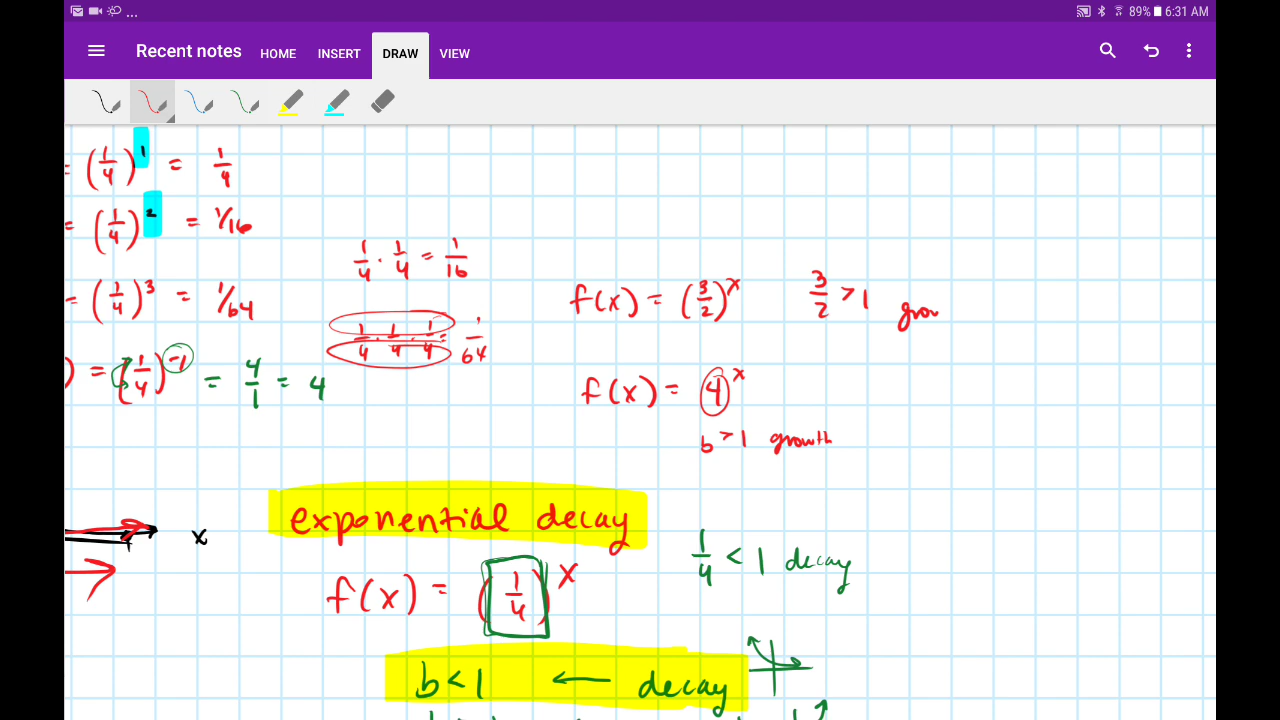 ... 89% 6:31 AM
Recent notes HOME INSERT DRAW VIEW
= (1/4)^1 = 1/4
= (1/4)^2 = 1/16
1/4 · 1/4 = 1/16
= (1/4)^3 = 1/64
1/4 · 1/4 · 1/4 = 1/64
) = (1/4)^-1 = 4/1 = 4
f(x) = (3/2)^x 3/2 > 1 grow
f(x) = 4^x
b > 1 growth
x
exponential decay
f(x) = (1/4)^x
1/4 < 1 decay
b < 1 ← decay